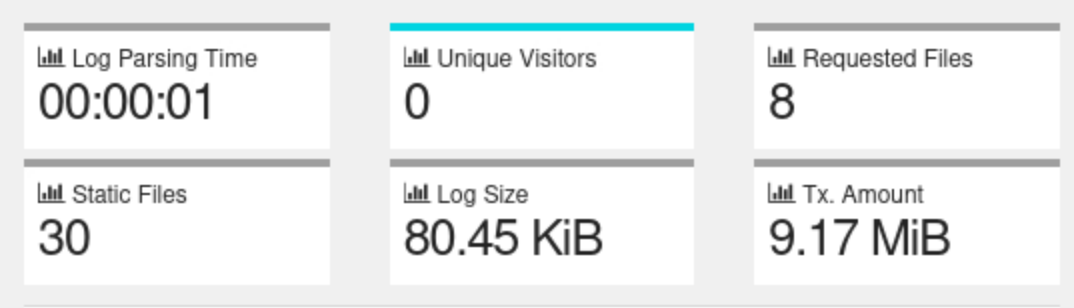 Log Parsing Time
00:00:01
Unique Visitors
0
Requested Files
8
Static Files
30
Log Size
80.45 KiB
Tx. Amount
9.17 MiB